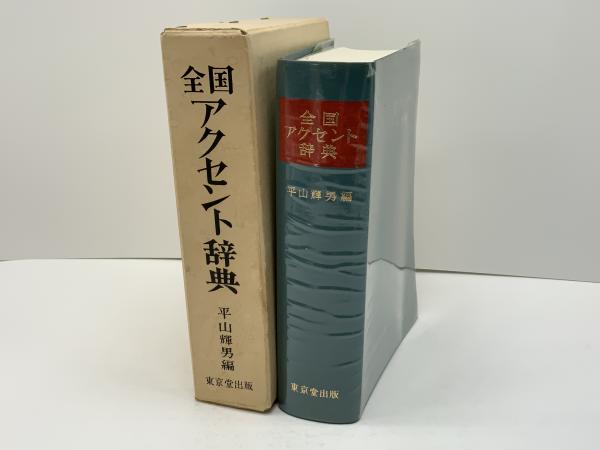 全国
アクセント辞典
平山輝男編
東京堂出版
全国
アクセント
辞典
平山輝男編
東京堂出版